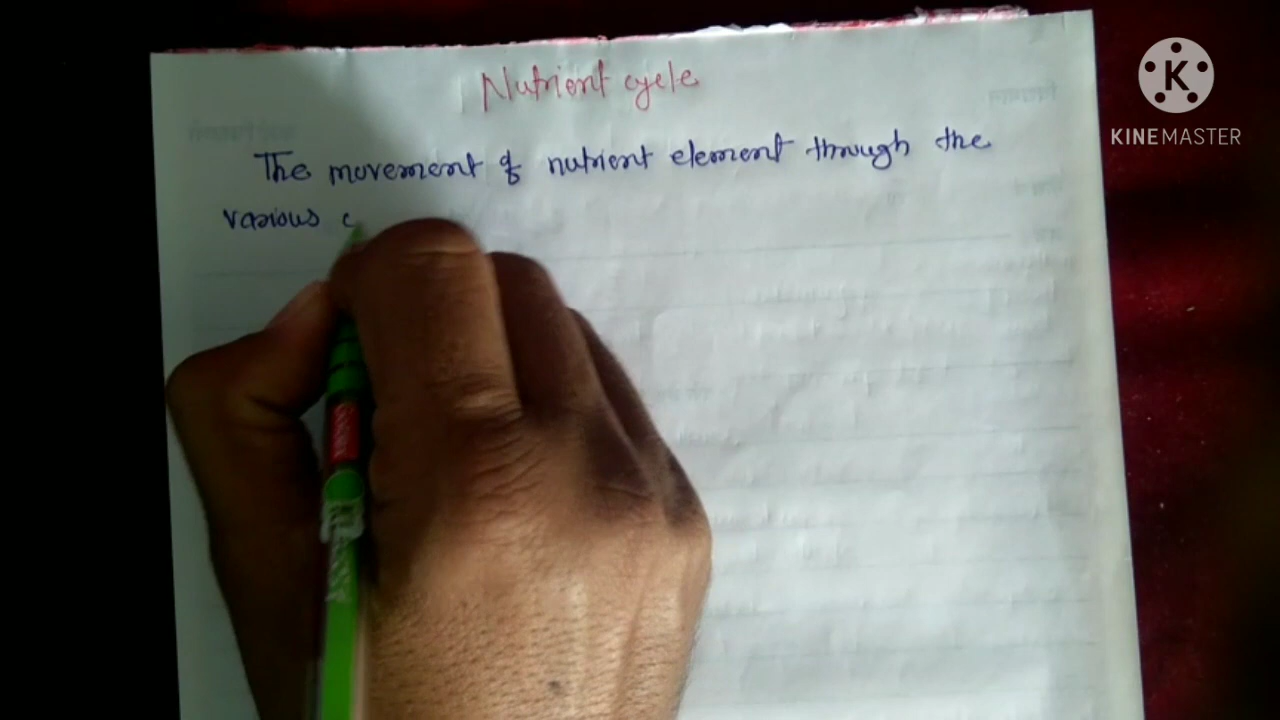 Nutrient cycle
The movement of nutrient element through the
various c
K
KINEMASTER